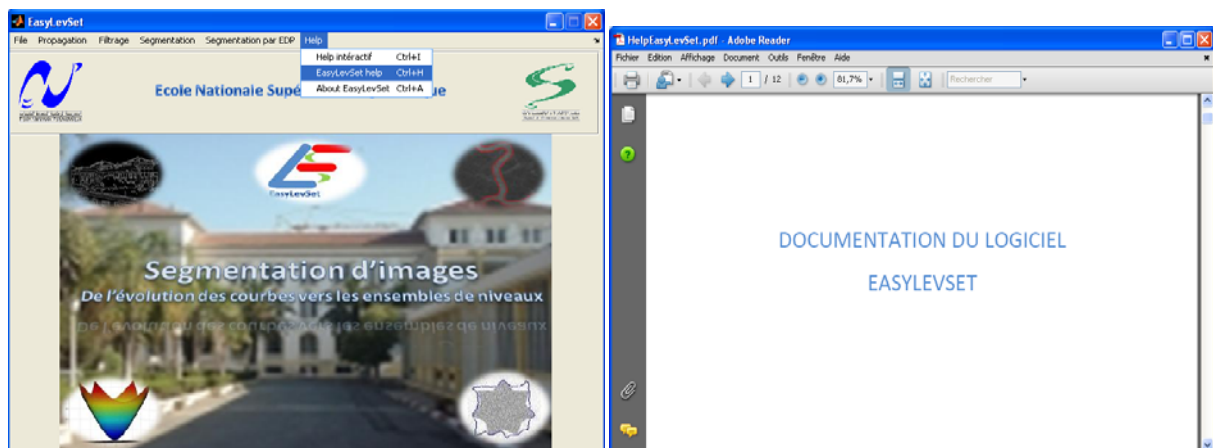 EasyLevSet
File Propagation Filtrage Segmentation Segmentation par EDP Help
Help intéractif Ctrl+I
EasyLevSet help Ctrl+H
About EasyLevSet Ctrl+A
Ecole Nationale Supé
ue
EasyLevSet
Segmentation d'images
De l'évolution des courbes vers les ensembles de niveaux
HelpEasyLevSet.pdf - Adobe Reader
Fichier Edition Affichage Document Outils Fenêtre Aide
1 / 12 81,7% Rechercher
DOCUMENTATION DU LOGICIEL
EASYLEVSET